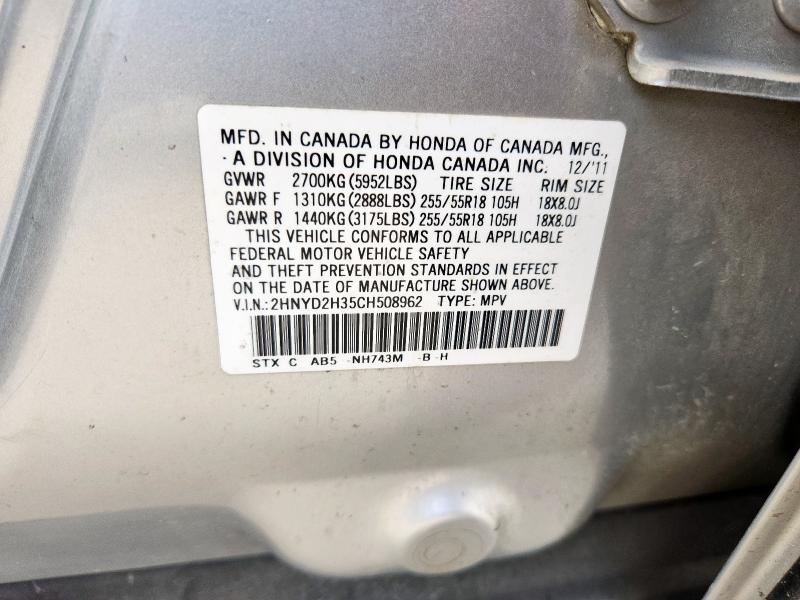 MFD. IN CANADA BY HONDA OF CANADA MFG.,
A DIVISION OF HONDA CANADA INC. 12/'11
GVWR 2700KG(5952LBS) TIRE SIZE RIM SIZE
GAWR F 1310KG(2888LBS) 255/55R18 105H 18X8.0J
GAWR R 1440KG(3175LBS) 255/55R18 105H 18X8.0J
THIS VEHICLE CONFORMS TO ALL APPLICABLE
FEDERAL MOTOR VEHICLE SAFETY
AND THEFT PREVENTION STANDARDS IN EFFECT
ON THE DATE OF MANUFACTURE SHOWN ABOVE.
V.I.N.:2HNYD2H35CH508962 TYPE: MPV
STX C AB5 -NH743M -B -H